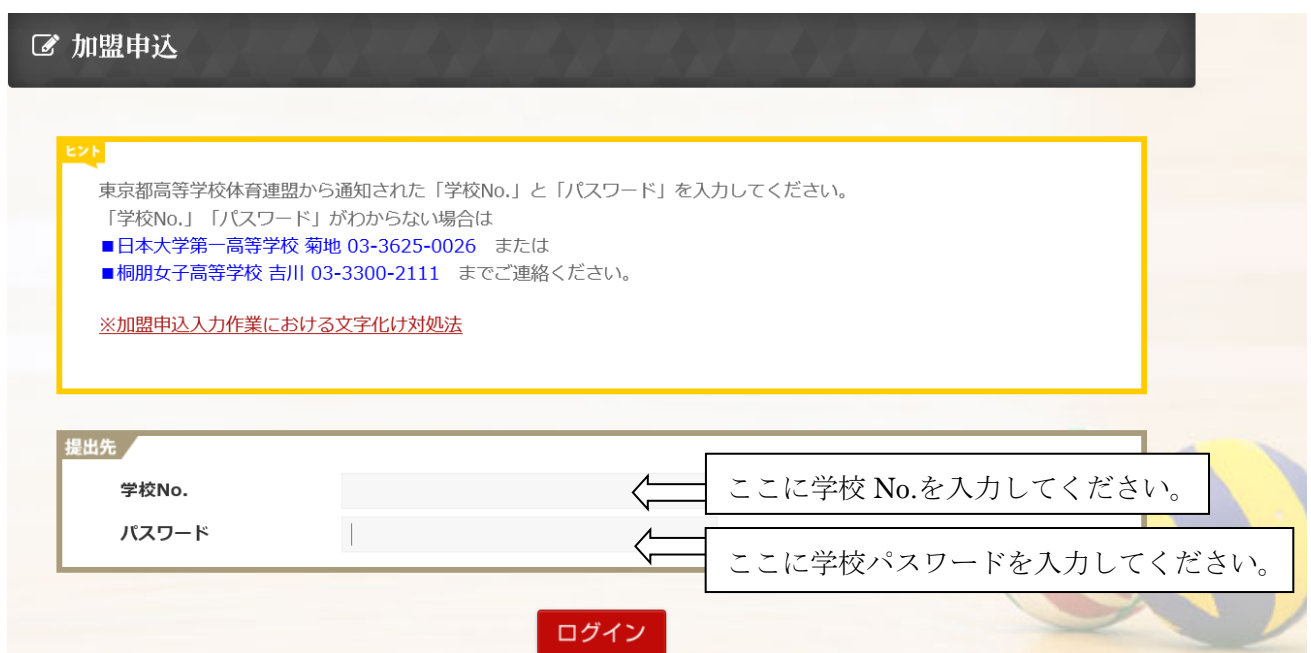 加盟申込
ヒント
東京都高等学校体育連盟から通知された「学校No.」と「パスワード」を入力してください。
「学校No.」「パスワード」がわからない場合は
■日本大学第一高等学校 菊地 03-3625-0026　または
■桐朋女子高等学校 吉川 03-3300-2111　までご連絡ください。
※加盟申込入力作業における文字化け対処法
提出先
学校No.
ここに学校 No.を入力してください。
パスワード
ここに学校パスワードを入力してください。
ログイン